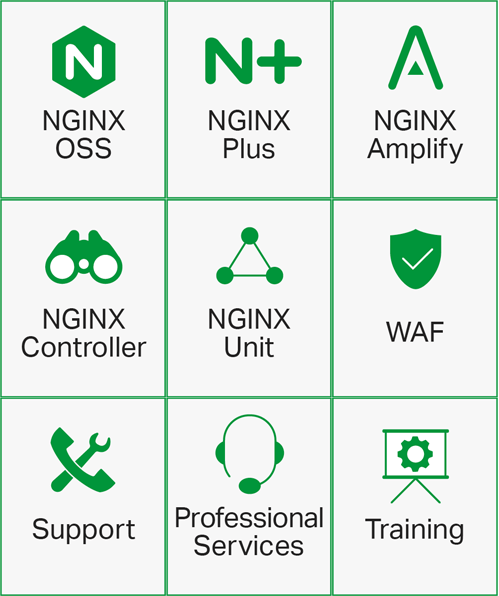 N
N+
NGINX
OSS
NGINX
Plus
NGINX
Amplify
NGINX
Controller
NGINX
Unit
WAF
Support
Professional
Services
Training